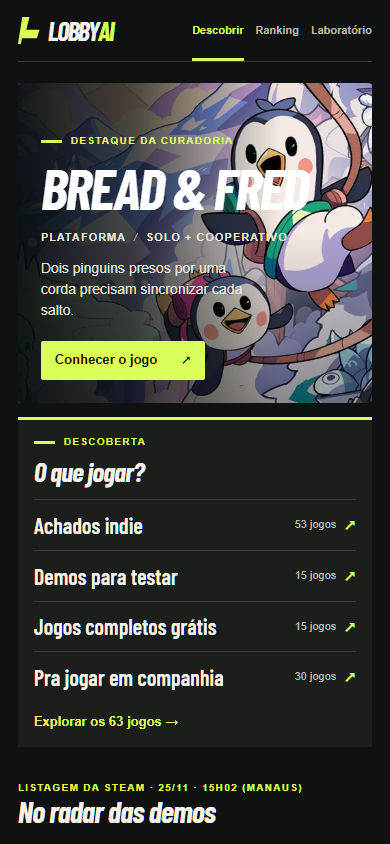 LOBBYAI
Descobrir Ranking Laboratório
DESTAQUE DA CURADORIA
BREAD & FRED
PLATAFORMA / SOLO + COOPERATIVO
Dois pinguins presos por uma
corda precisam sincronizar cada
salto.
Conhecer o jogo ↗
DESCOBERTA
O que jogar?
Achados indie 53 jogos ↗
Demos para testar 15 jogos ↗
Jogos completos grátis 15 jogos ↗
Pra jogar em companhia 30 jogos ↗
Explorar os 63 jogos →
LISTAGEM DA STEAM · 25/11 · 15H02 (MANAUS)
No radar das demos